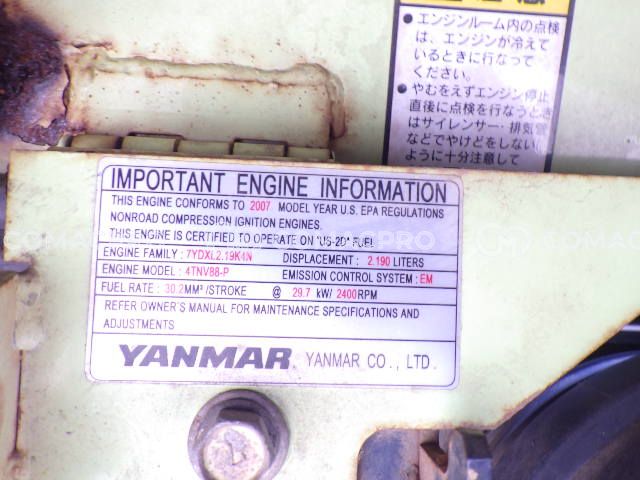 ● エンジンルーム内の点検
は、エンジンが冷えて
いるときに行なって
ください。
● やむをえずエンジン停止
直後に点検を行なうとき
はサイレンサー・排気管
などでやけどをしない
ように十分注意して
IMPORTANT ENGINE INFORMATION
THIS ENGINE CONFORMS TO 2007 MODEL YEAR U.S. EPA REGULATIONS
NONROAD COMPRESSION IGNITION ENGINES.
THIS ENGINE IS CERTIFIED TO OPERATE ON "US-2D" FUEL
ENGINE FAMILY : 7YDXL2.19K4N DISPLACEMENT : 2.190 LITERS
ENGINE MODEL : 4TNV88-P EMISSION CONTROL SYSTEM : EM
FUEL RATE : 30.2MM³/STROKE @ 29.7 kW/ 2400RPM
REFER OWNER'S MANUAL FOR MAINTENANCE SPECIFICATIONS AND
ADJUSTMENTS
YANMAR. YANMAR CO., LTD.